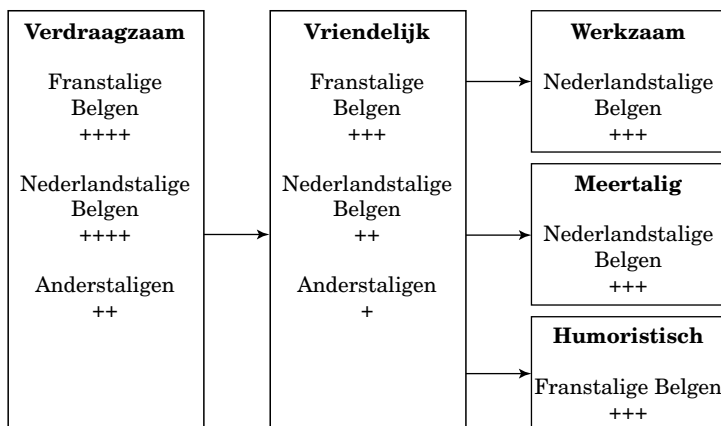 Verdraagzaam
Franstalige
Belgen
++++
Nederlandstalige
Belgen
++++
Anderstaligen
++
Vriendelijk
Franstalige
Belgen
+++
Nederlandstalige
Belgen
++
Anderstaligen
+
Werkzaam
Nederlandstalige
Belgen
+++
Meertalig
Nederlandstalige
Belgen
+++
Humoristisch
Franstalige Belgen
+++